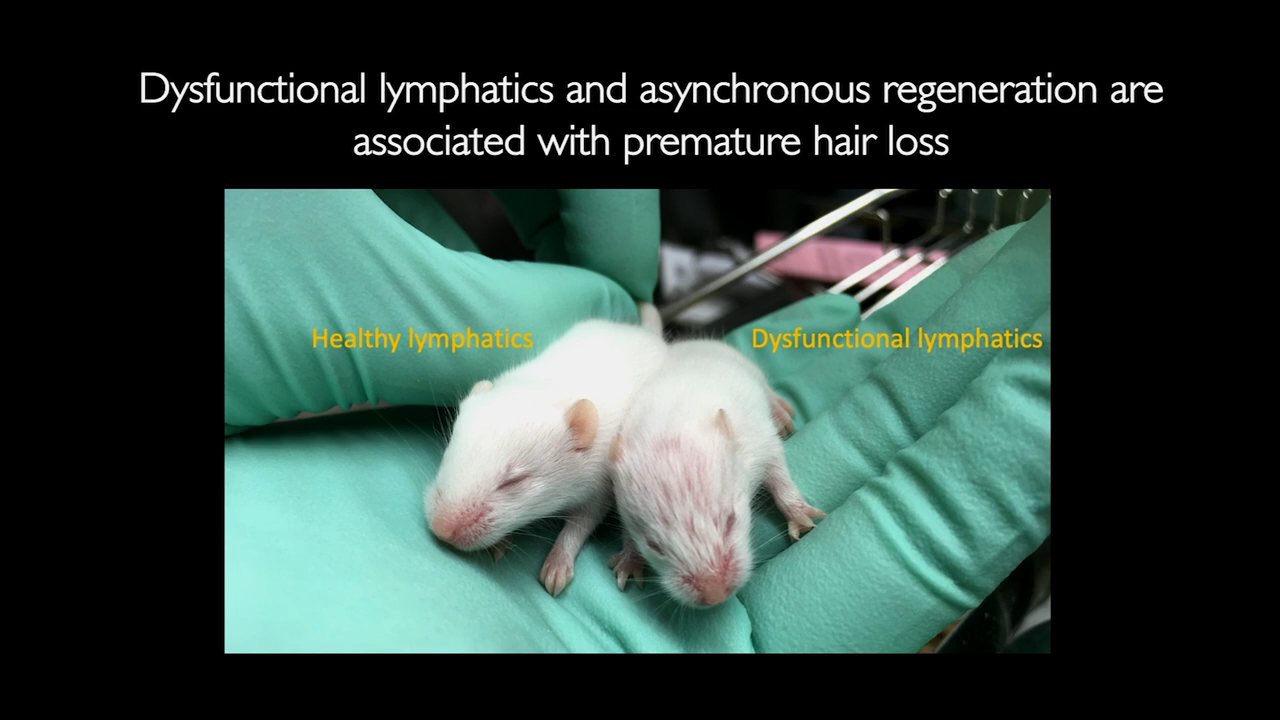 Dysfunctional lymphatics and asynchronous regeneration are
associated with premature hair loss
Healthy lymphatics
Dysfunctional lymphatics